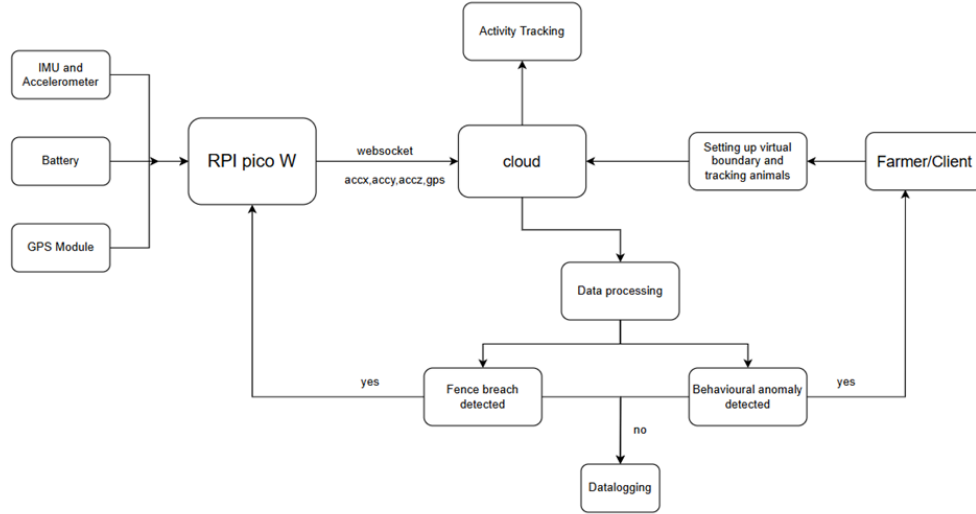 Activity Tracking
IMU and
Accelerometer
Battery
GPS Module
RPI pico W
websocket
accx,accy,accz,gps
cloud
Setting up virtual
boundary and
tracking animals
Farmer/Client
Data processing
yes
Fence breach
detected
Behavioural anomaly
detected
yes
no
Datalogging